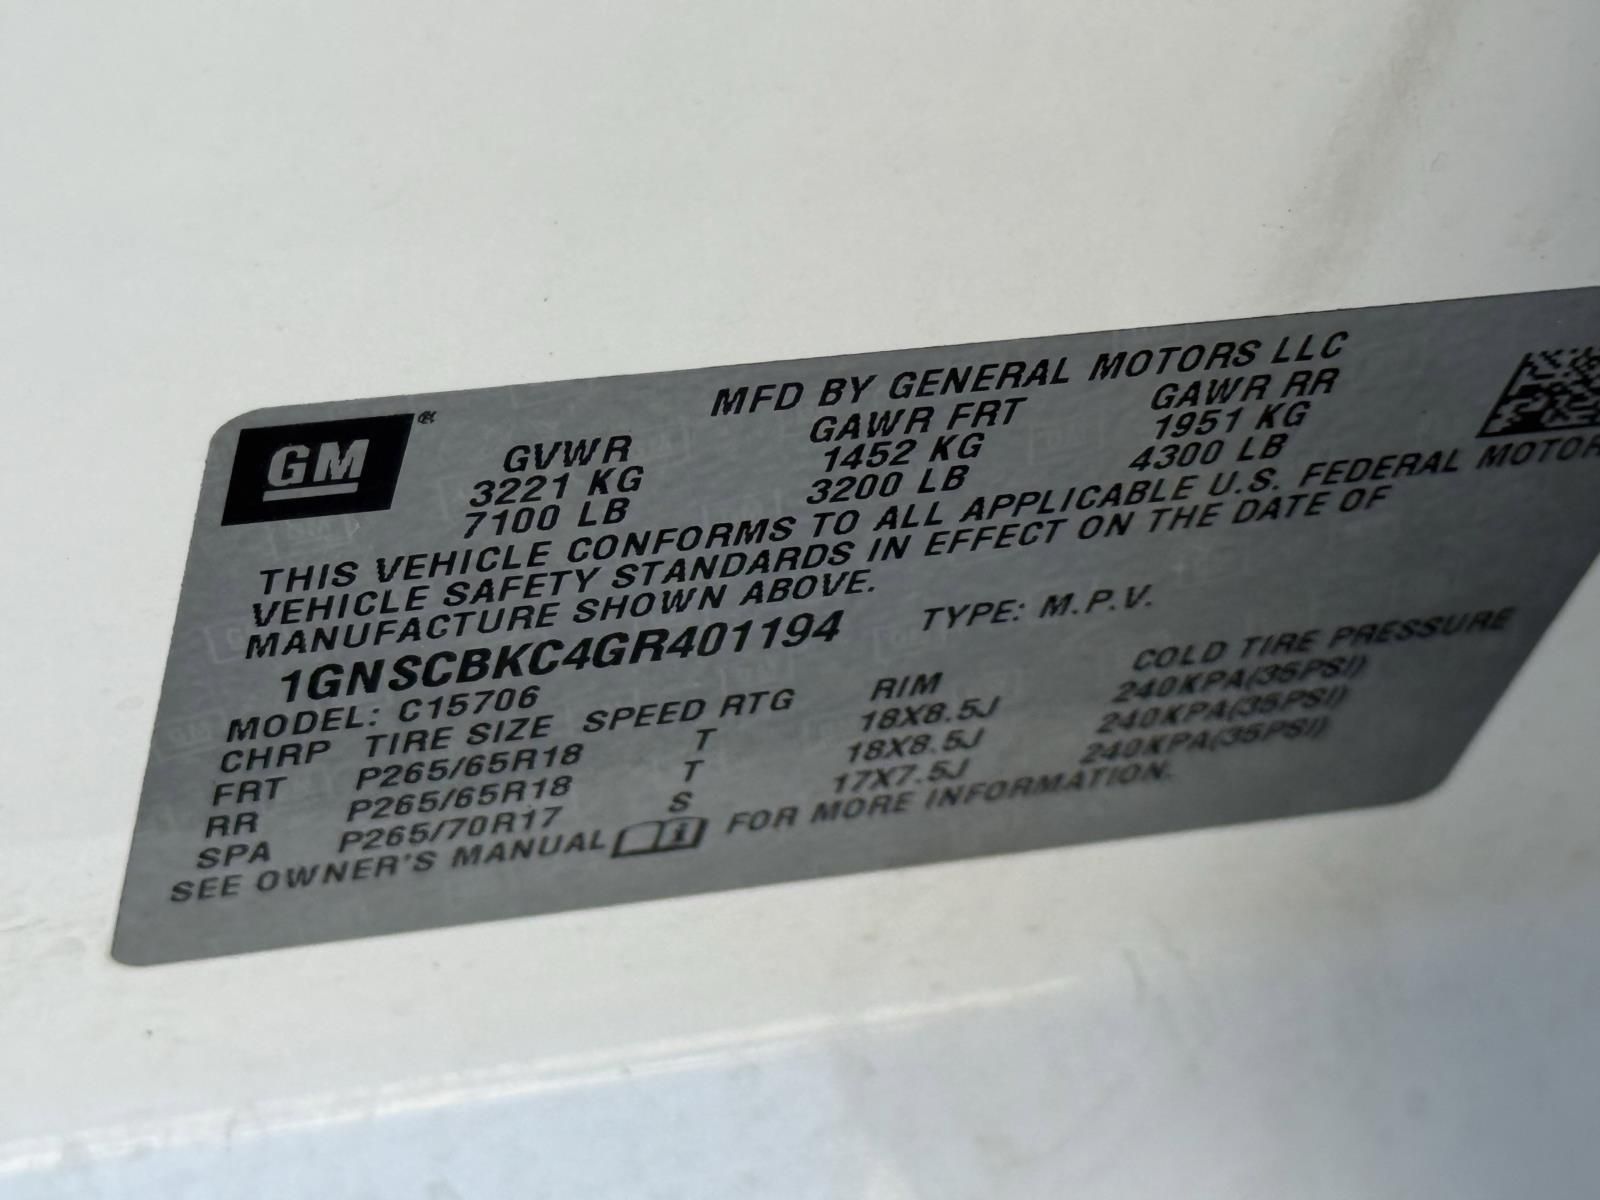 MFD BY GENERAL MOTORS LLC
GM®
GVWR GAWR FRT GAWR RR
3221 KG 1452 KG 1951 KG
7100 LB 3200 LB 4300 LB
THIS VEHICLE CONFORMS TO ALL APPLICABLE U.S. FEDERAL MOTOR
VEHICLE SAFETY STANDARDS IN EFFECT ON THE DATE OF
MANUFACTURE SHOWN ABOVE.
1GNSCBKC4GR401194 TYPE: M.P.V.
MODEL: C15706
CHRP TIRE SIZE SPEED RTG RIM COLD TIRE PRESSURE
FRT P265/65R18 T 18X8.5J 240KPA(35PSI)
RR P265/65R18 T 18X8.5J 240KPA(35PSI)
SPA P265/70R17 S 17X7.5J 240KPA(35PSI)
SEE OWNER'S MANUAL i FOR MORE INFORMATION.